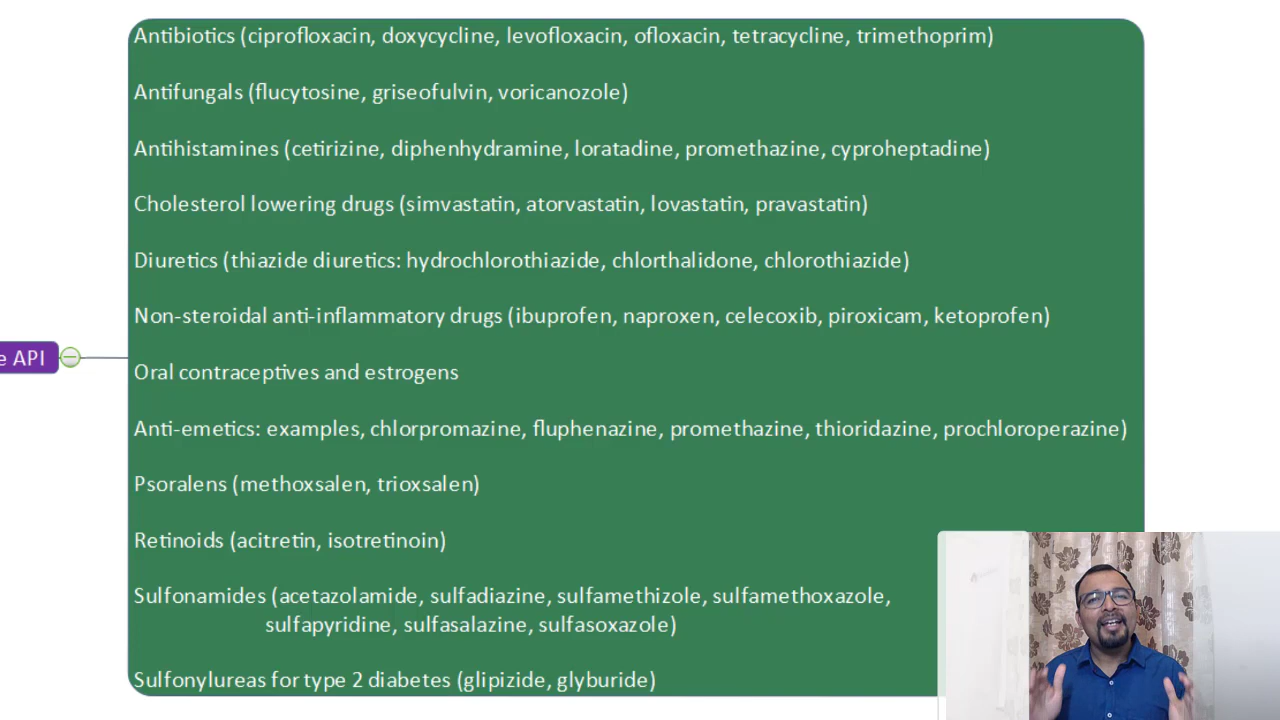 Antibiotics (ciprofloxacin, doxycycline, levofloxacin, ofloxacin, tetracycline, trimethoprim)
Antifungals (flucytosine, griseofulvin, voricanozole)
Antihistamines (cetirizine, diphenhydramine, loratadine, promethazine, cyproheptadine)
Cholesterol lowering drugs (simvastatin, atorvastatin, lovastatin, pravastatin)
Diuretics (thiazide diuretics: hydrochlorothiazide, chlorthalidone, chlorothiazide)
Non-steroidal anti-inflammatory drugs (ibuprofen, naproxen, celecoxib, piroxicam, ketoprofen)
e API
Oral contraceptives and estrogens
Anti-emetics: examples, chlorpromazine, fluphenazine, promethazine, thioridazine, prochloroperazine)
Psoralens (methoxsalen, trioxsalen)
Retinoids (acitretin, isotretinoin)
Sulfonamides (acetazolamide, sulfadiazine, sulfamethizole, sulfamethoxazole,
sulfapyridine, sulfasalazine, sulfasoxazole)
Sulfonylureas for type 2 diabetes (glipizide, glyburide)